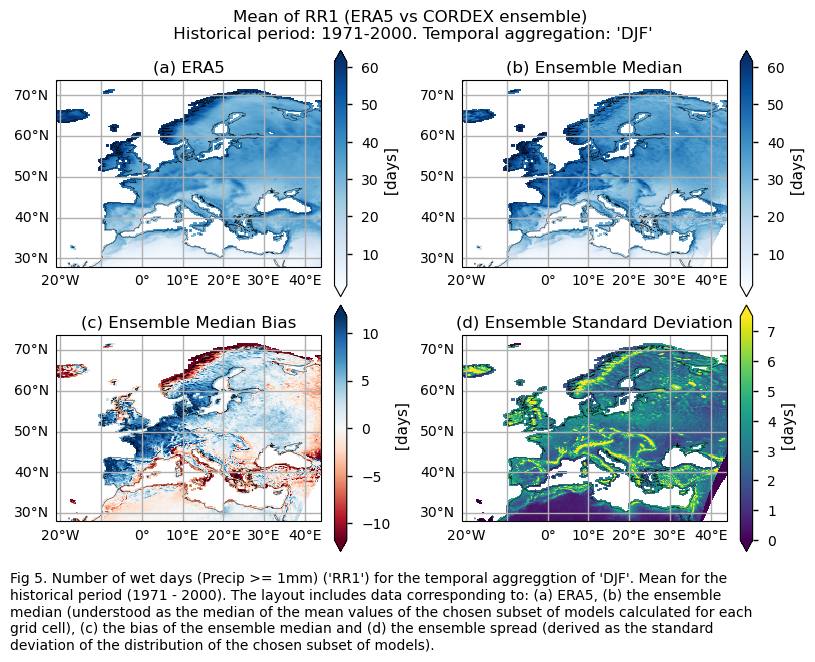 Mean of RR1 (ERA5 vs CORDEX ensemble)
Historical period: 1971-2000. Temporal aggregation: 'DJF'
(a) ERA5
70°N
60°N
50°N
40°N
30°N
20°W
0°
10°E
20°E
30°E
40°E
60
50
40
30
20
10
[days]
(b) Ensemble Median
70°N
60°N
50°N
40°N
30°N
20°W
0°
10°E
20°E
30°E
40°E
60
50
40
30
20
10
[days]
(c) Ensemble Median Bias
70°N
60°N
50°N
40°N
30°N
20°W
0°
10°E
20°E
30°E
40°E
10
5
0
−5
−10
[days]
(d) Ensemble Standard Deviation
70°N
60°N
50°N
40°N
30°N
20°W
0°
10°E
20°E
30°E
40°E
7
6
5
4
3
2
1
0
[days]
Fig 5. Number of wet days (Precip >= 1mm) ('RR1') for the temporal aggreggtion of 'DJF'. Mean for the
historical period (1971 - 2000). The layout includes data corresponding to: (a) ERA5, (b) the ensemble
median (understood as the median of the mean values of the chosen subset of models calculated for each
grid cell), (c) the bias of the ensemble median and (d) the ensemble spread (derived as the standard
deviation of the distribution of the chosen subset of models).